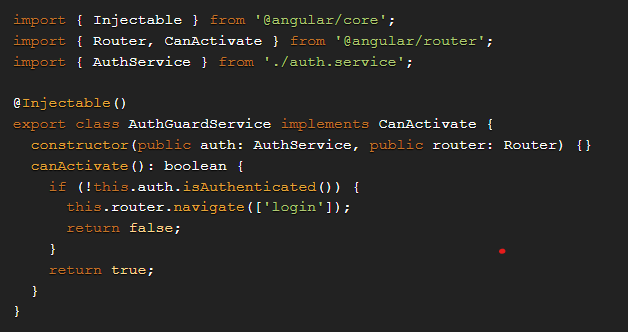 import { Injectable } from '@angular/core';
import { Router, CanActivate } from '@angular/router';
import { AuthService } from './auth.service';

@Injectable()
export class AuthGuardService implements CanActivate {
  constructor(public auth: AuthService, public router: Router) {}
  canActivate(): boolean {
    if (!this.auth.isAuthenticated()) {
      this.router.navigate(['login']);
      return false;
    }
    return true;
  }
}